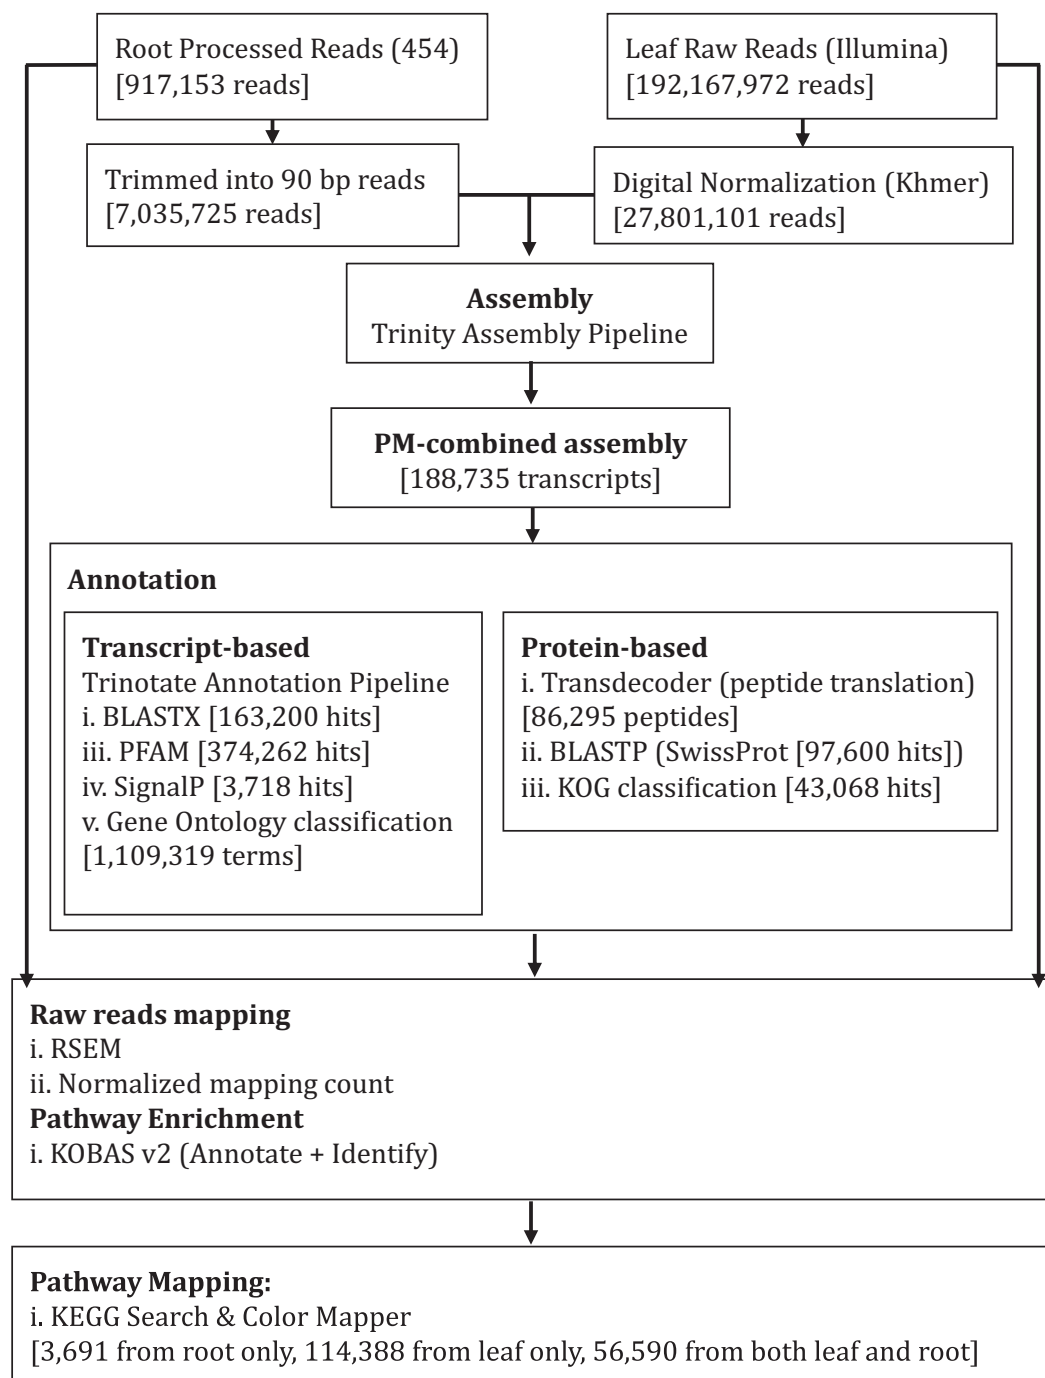 Root Processed Reads (454)
[917,153 reads]
Leaf Raw Reads (Illumina)
[192,167,972 reads]
Trimmed into 90 bp reads
[7,035,725 reads]
Digital Normalization (Khmer)
[27,801,101 reads]
Assembly
Trinity Assembly Pipeline
PM-combined assembly
[188,735 transcripts]
Annotation
Transcript-based
Trinotate Annotation Pipeline
i. BLASTX [163,200 hits]
iii. PFAM [374,262 hits]
iv. SignalP [3,718 hits]
v. Gene Ontology classification
[1,109,319 terms]
Protein-based
i. Transdecoder (peptide translation)
[86,295 peptides]
ii. BLASTP (SwissProt [97,600 hits])
iii. KOG classification [43,068 hits]
Raw reads mapping
i. RSEM
ii. Normalized mapping count
Pathway Enrichment
i. KOBAS v2 (Annotate + Identify)
Pathway Mapping:
i. KEGG Search & Color Mapper
[3,691 from root only, 114,388 from leaf only, 56,590 from both leaf and root]